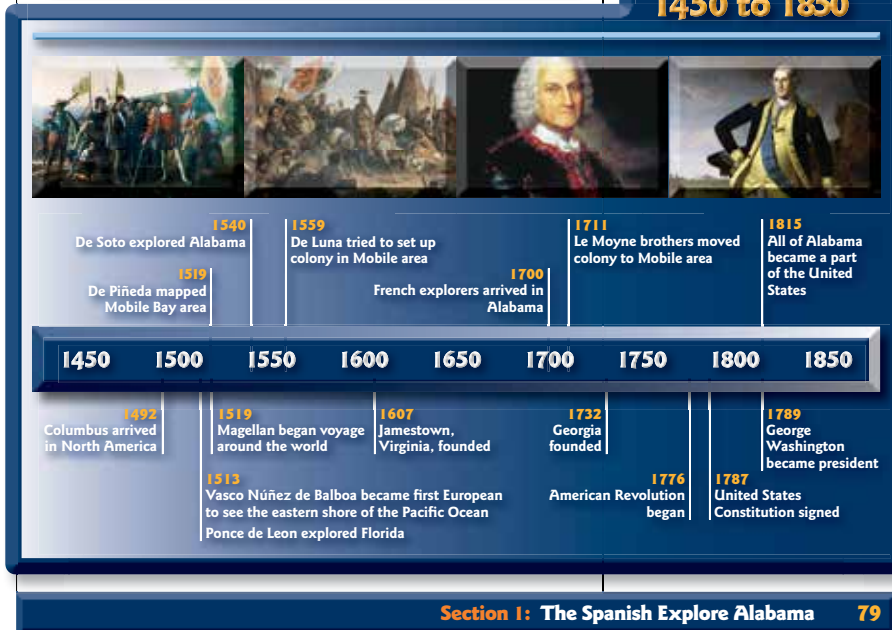 1450 to 1850
1540
De Soto explored Alabama
1559
De Luna tried to set up
colony in Mobile area
1711
Le Moyne brothers moved
colony to Mobile area
1815
All of Alabama
became a part
of the United
States
1519
De Piñeda mapped
Mobile Bay area
1700
French explorers arrived in
Alabama
1450 1500 1550 1600 1650 1700 1750 1800 1850
1492
Columbus arrived
in North America
1519
Magellan began voyage
around the world
1607
Jamestown,
Virginia, founded
1732
Georgia
founded
1789
George
Washington
became president
1513
Vasco Núñez de Balboa became first European
to see the eastern shore of the Pacific Ocean
Ponce de Leon explored Florida
1776
American Revolution
began
1787
United States
Constitution signed
Section 1: The Spanish Explore Alabama 79